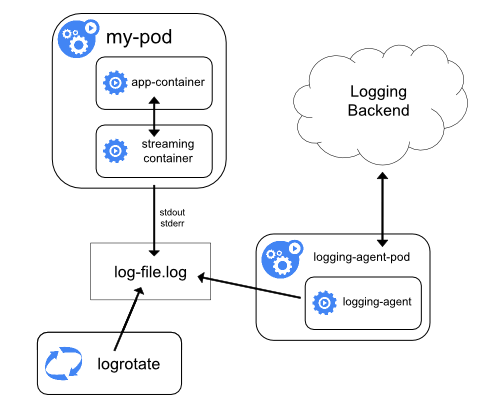 my-pod
app-container
streaming
container
Logging
Backend
stdout
stderr
log-file.log
logging-agent-pod
logging-agent
logrotate